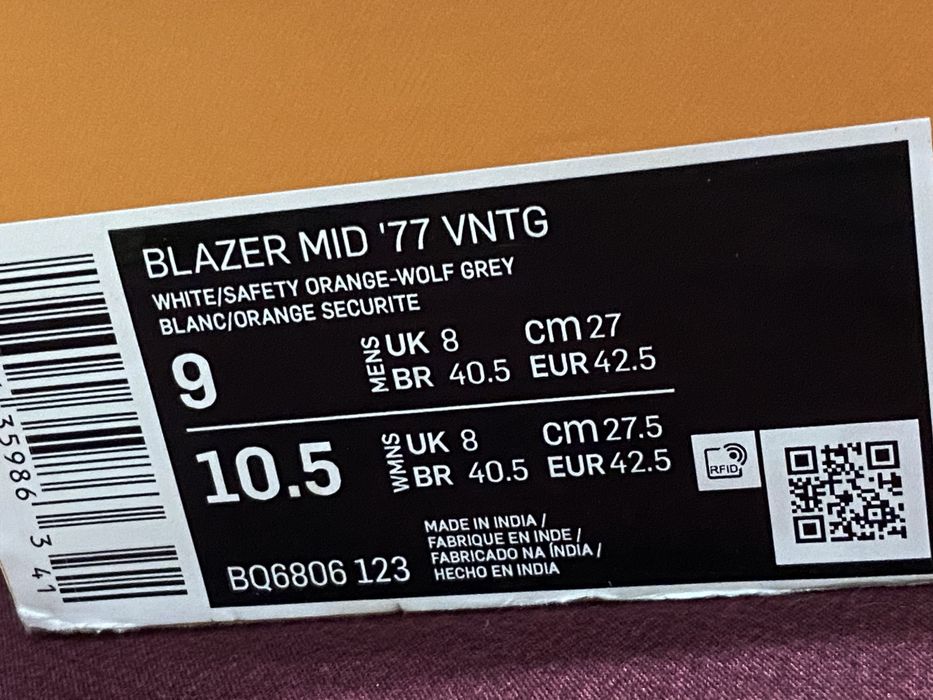 BLAZER MID '77 VNTG
WHITE/SAFETY ORANGE-WOLF GREY
BLANC/ORANGE SECURITE
9
MENS
UK 8 cm 27
BR 40.5 EUR 42.5
10.5
WMNS
UK 8 cm 27.5
BR 40.5 EUR 42.5
RFID
BQ6806 123
MADE IN INDIA /
FABRIQUE EN INDE /
FABRICADO NA ÍNDIA /
HECHO EN INDIA
35986 3 41